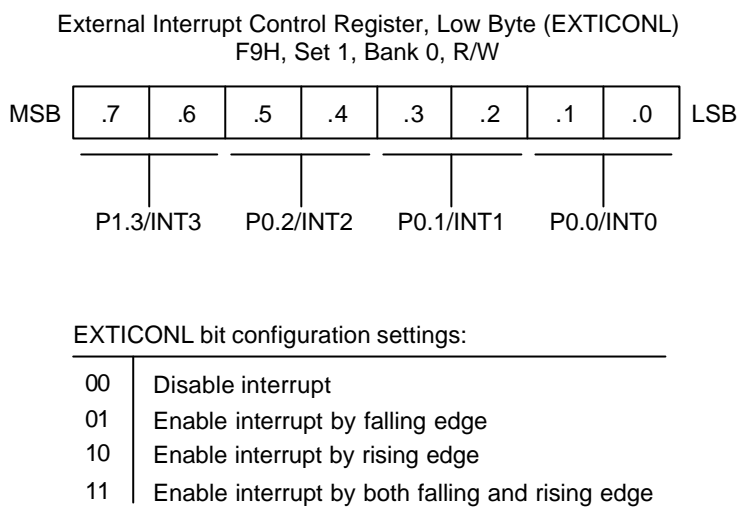 External Interrupt Control Register, Low Byte (EXTICONL)
F9H, Set 1, Bank 0, R/W
MSB .7 .6 .5 .4 .3 .2 .1 .0 LSB
P1.3/INT3 P0.2/INT2 P0.1/INT1 P0.0/INT0
EXTICONL bit configuration settings:
00 Disable interrupt
01 Enable interrupt by falling edge
10 Enable interrupt by rising edge
11 Enable interrupt by both falling and rising edge